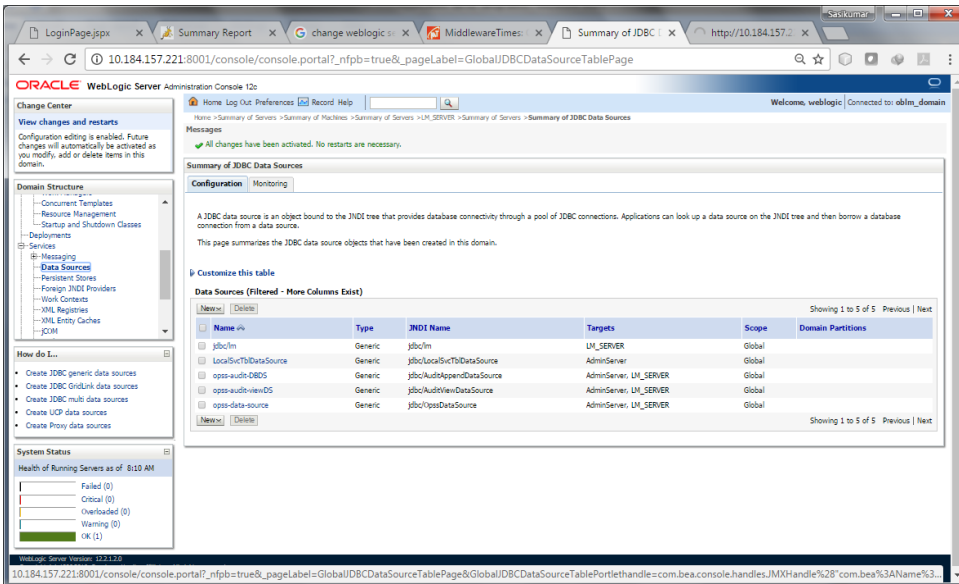 Sasikumar
LoginPage.jspx
Summary Report
change weblogic s
MiddlewareTimes:
Summary of JDBC
http://10.184.157.2
10.184.157.221:8001/console/console.portal?_nfpb=true&_pageLabel=GlobalJDBCDataSourceTablePage
ORACLE WebLogic Server Administration Console 12c
Change Center
View changes and restarts
Configuration editing is enabled. Future
changes will automatically be activated as
you modify, add or delete items in this
domain.
Domain Structure
Concurrent Templates
Resource Management
Startup and Shutdown Classes
Deployments
Services
Messaging
Data Sources
Persistent Stores
Foreign JNDI Providers
Work Contexts
XML Registries
XML Entity Caches
jCOM
How do I...
Create JDBC generic data sources
Create JDBC GridLink data sources
Create JDBC multi data sources
Create UCP data sources
Create Proxy data sources
System Status
Health of Running Servers as of 8:10 AM
Failed (0)
Critical (0)
Overloaded (0)
Warning (0)
OK (1)
Home Log Out Preferences Record Help
Welcome, weblogic Connected to: oblm_domain
Home >Summary of Servers >Summary of Machines >Summary of Servers >LM_SERVER >Summary of Servers >Summary of JDBC Data Sources
Messages
All changes have been activated. No restarts are necessary.
Summary of JDBC Data Sources
Configuration Monitoring
A JDBC data source is an object bound to the JNDI tree that provides database connectivity through a pool of JDBC connections. Applications can look up a data source on the JNDI tree and then borrow a database
connection from a data source.
This page summarizes the JDBC data source objects that have been created in this domain.
Customize this table
Data Sources (Filtered - More Columns Exist)
New Delete Showing 1 to 5 of 5 Previous | Next
Name Type JNDI Name Targets Scope Domain Partitions
jdbc/lm Generic jdbc/lm LM_SERVER Global
LocalSvcTblDataSource Generic jdbc/LocalSvcTblDataSource AdminServer Global
opss-audit-DBDS Generic jdbc/AuditAppendDataSource AdminServer, LM_SERVER Global
opss-audit-viewDS Generic jdbc/AuditViewDataSource AdminServer, LM_SERVER Global
opss-data-source Generic jdbc/OpssDataSource AdminServer, LM_SERVER Global
New Delete Showing 1 to 5 of 5 Previous | Next
WebLogic Server Version: 12.2.1.2.0
10.184.157.221:8001/console/console.portal?_nfpb=true&_pageLabel=GlobalJDBCDataSourceTablePage&GlobalJDBCDataSourceTablePortlethandle=com.bea.console.handles.JMXHandle%28"com.bea%3AName%3...